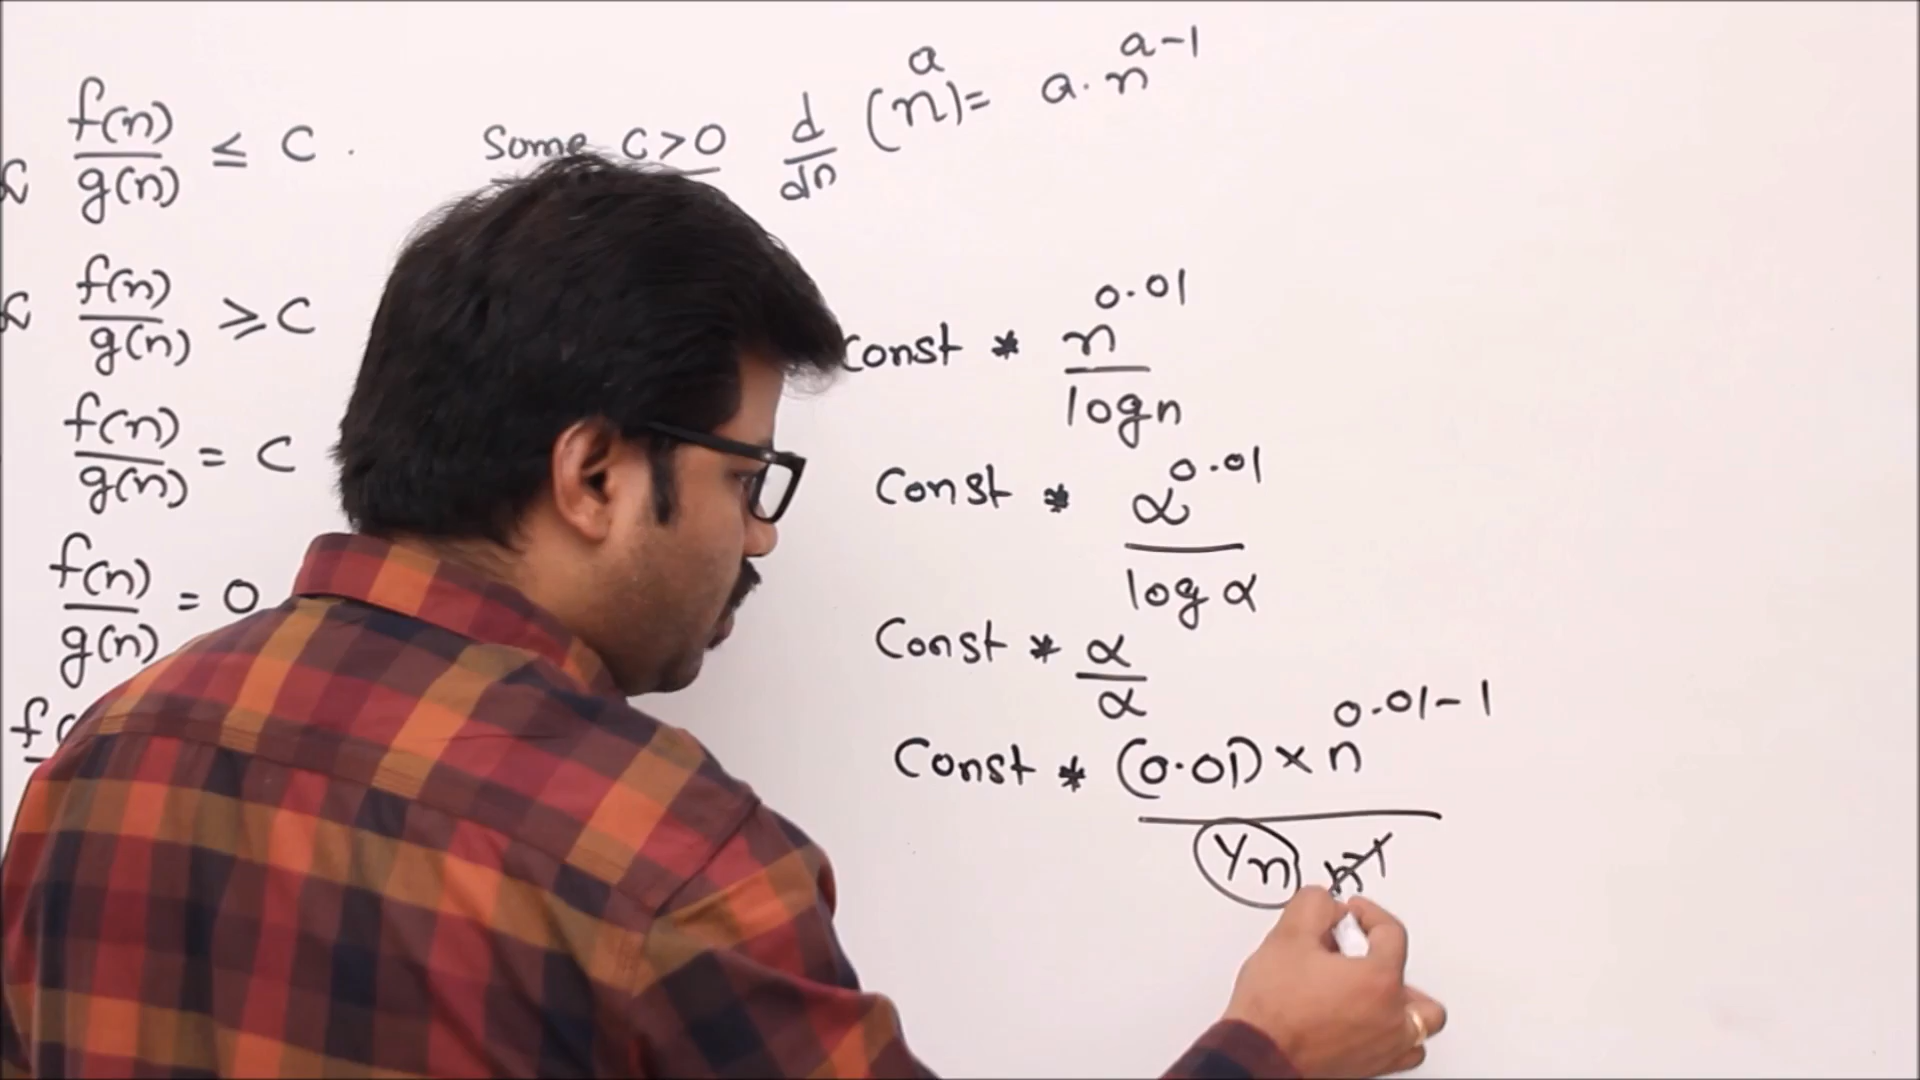 f(n)/g(n) ≤ C . Some C>0 d/dn (n^a) = a.n^(a-1)
f(n)/g(n) ≥ C
Const * n^0.01/logn
f(n)/g(n) = C
Const * α^0.01/log α
f(n)/g(n) = 0
Const * α/α
Const * (0.01) × n^(0.01-1)
1/n